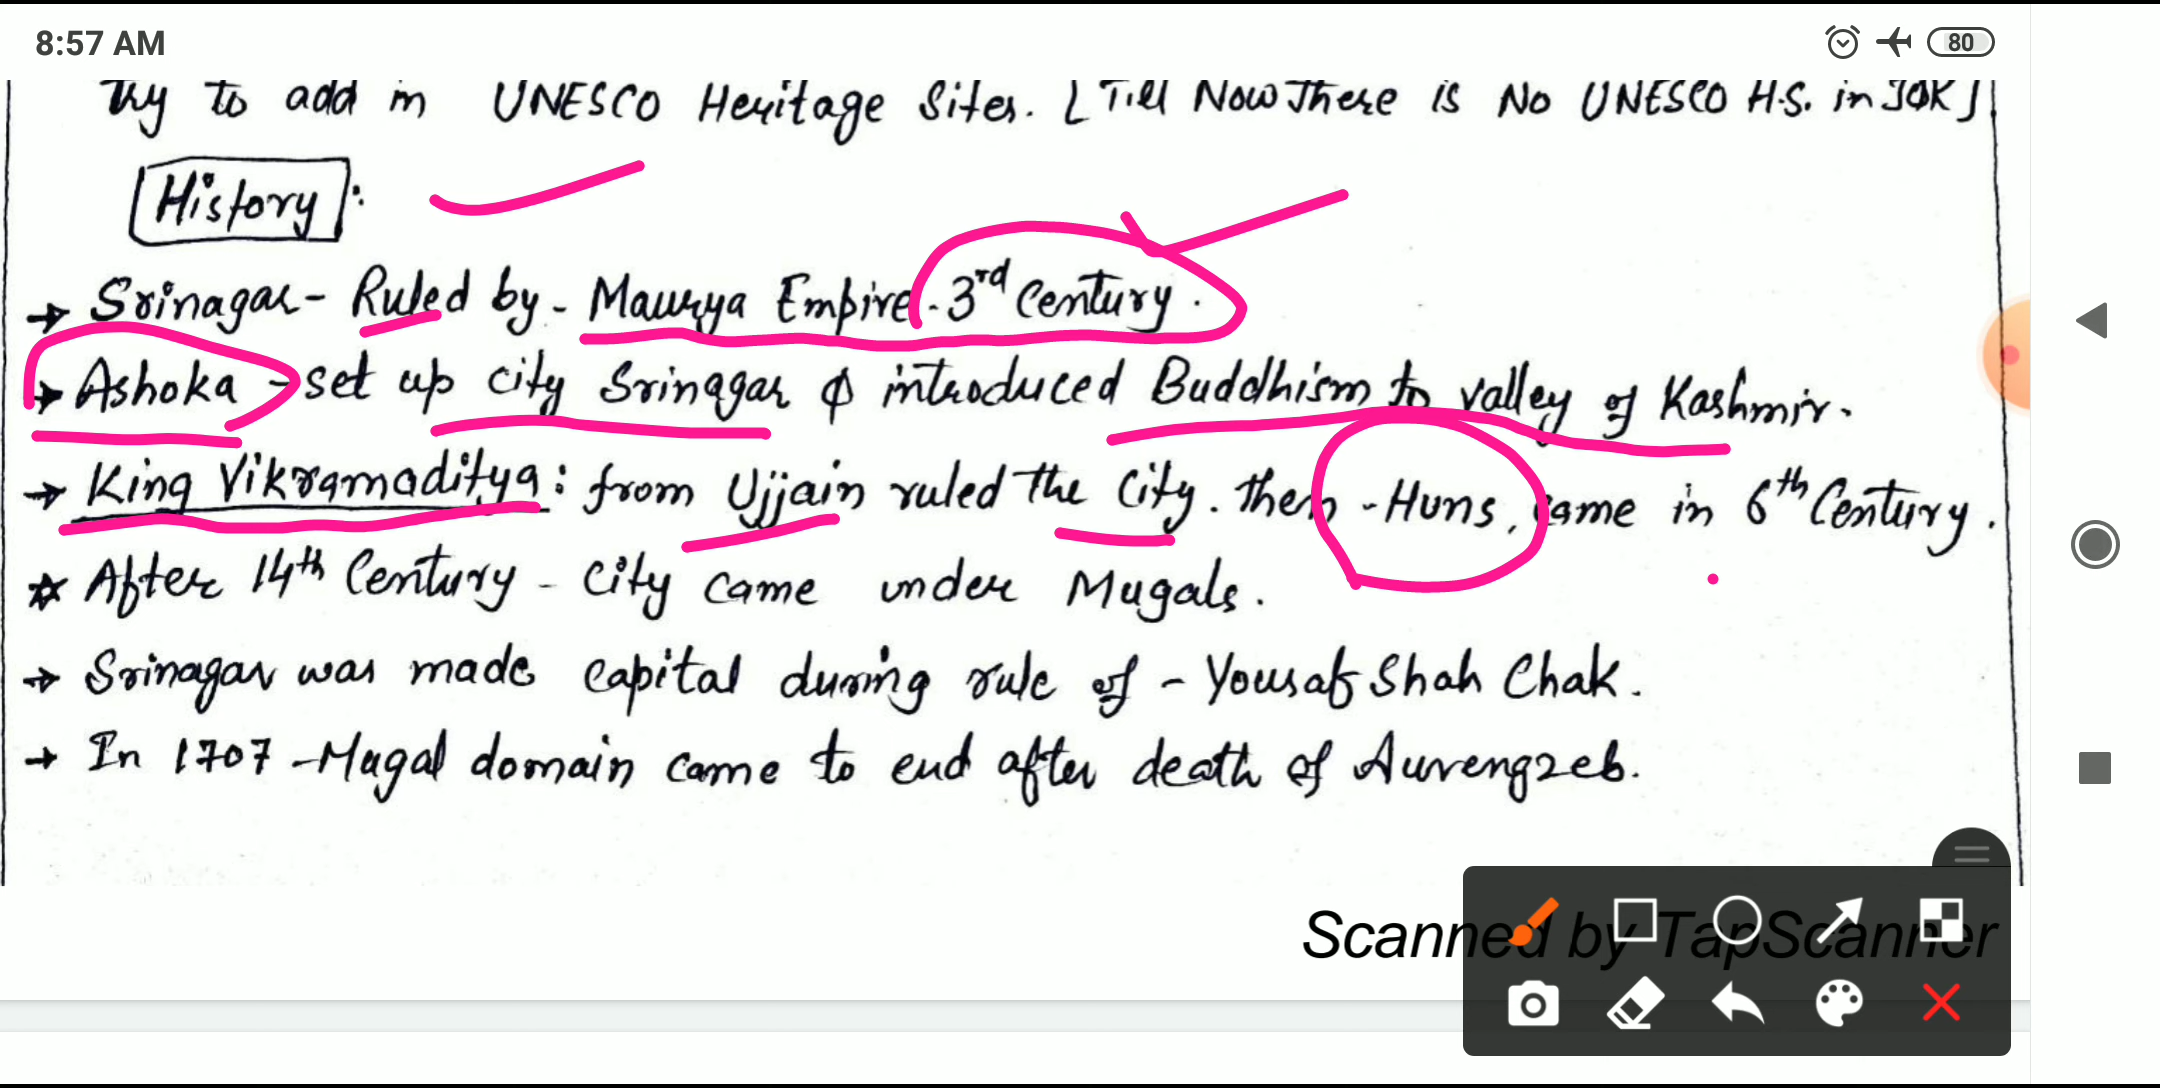 8:57 AM
80
Try to add in UNESCO Heritage Sites. [Till Now There is No UNESCO H.S. in J&K]
History :
→ Srinagar - Ruled by - Maurya Empire - 3rd Century .
→ Ashoka - set up city Srinagar & introduced Buddhism to valley of Kashmir.
→ King Vikramaditya : from Ujjain ruled the city . then - Huns, came in 6th Century .
☆ After 14th Century - city came under Mugals .
→ Srinagar was made capital during rule of - Yousaf Shah Chak .
→ In 1707 - Mugal domain came to end after death of Aurengzeb .
Scanned by TapScanner